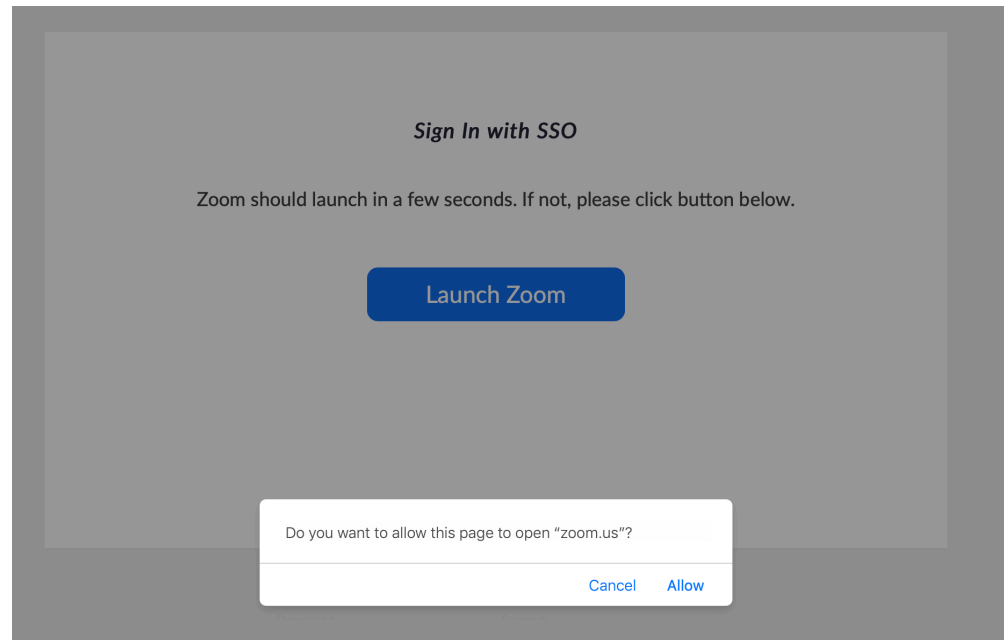 Sign In with SSO
Zoom should launch in a few seconds. If not, please click button below.
Launch Zoom
Do you want to allow this page to open “zoom.us”?
Cancel Allow